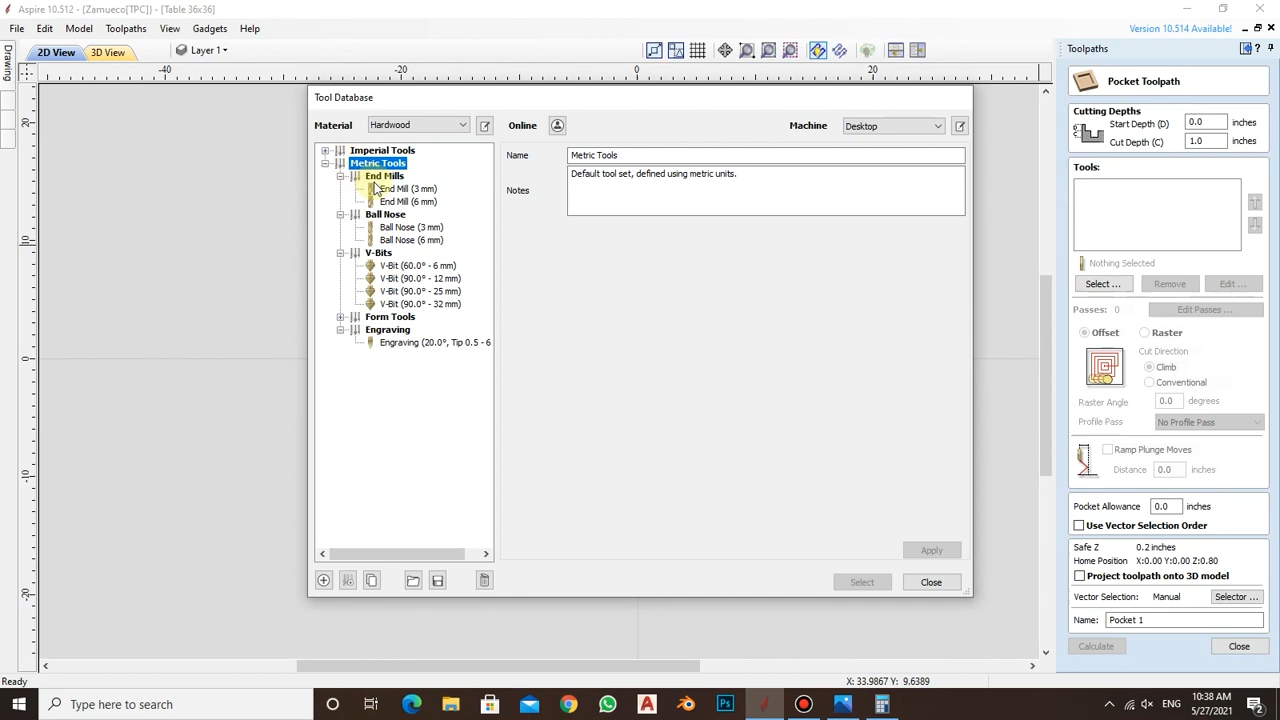 Aspire 10.512 - {Zamueco[TPC} - [Table 36x36]
File Edit Model Toolpaths View Gadgets Help
Version 10.514 Available!
2D View 3D View Layer 1
Drawing
-40 -20 0 20
20
10
0
-10
-20
Tool Database
Material Hardwood Online Machine Desktop
Imperial Tools
Metric Tools
End Mills
End Mill (3 mm)
End Mill (6 mm)
Ball Nose
Ball Nose (3 mm)
Ball Nose (6 mm)
V-Bits
V-Bit (60.0° - 6 mm)
V-Bit (90.0° - 12 mm)
V-Bit (90.0° - 25 mm)
V-Bit (90.0° - 32 mm)
Form Tools
Engraving
Engraving (20.0°, Tip 0.5 - 6
Name Metric Tools
Notes Default tool set, defined using metric units.
Apply
Select Close
Toolpaths
Pocket Toolpath
Cutting Depths
Start Depth (D) 0.0 inches
Cut Depth (C) 1.0 inches
Tools:
Nothing Selected
Select ... Remove Edit ...
Passes: 0 Edit Passes ...
Offset Raster
Cut Direction
Climb
Conventional
Raster Angle 0.0 degrees
Profile Pass No Profile Pass
Ramp Plunge Moves
Distance 0.0 inches
Pocket Allowance 0.0 inches
Use Vector Selection Order
Safe Z 0.2 inches
Home Position X:0.00 Y:0.00 Z:0.80
Project toolpath onto 3D model
Vector Selection: Manual Selector ...
Name: Pocket 1
Calculate Close
Ready X: 33.9867 Y: 9.6389
Type here to search
Ps
ENG
10:38 AM
5/27/2021
2